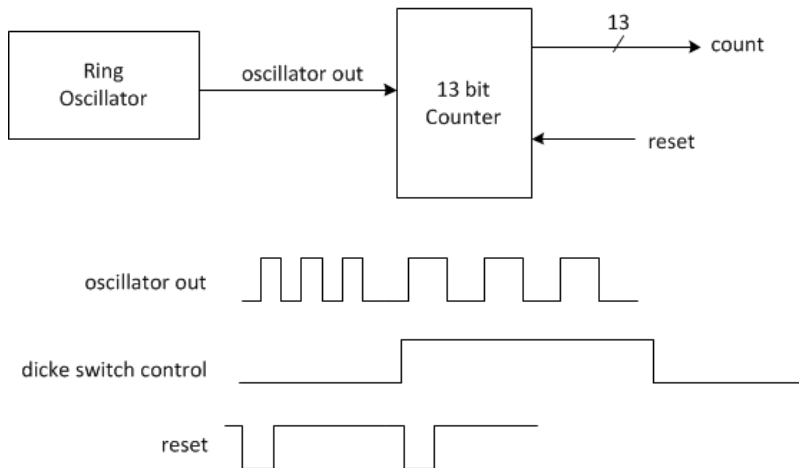 Ring
Oscillator
oscillator out
13 bit
Counter
13
count
reset
oscillator out
dicke switch control
reset